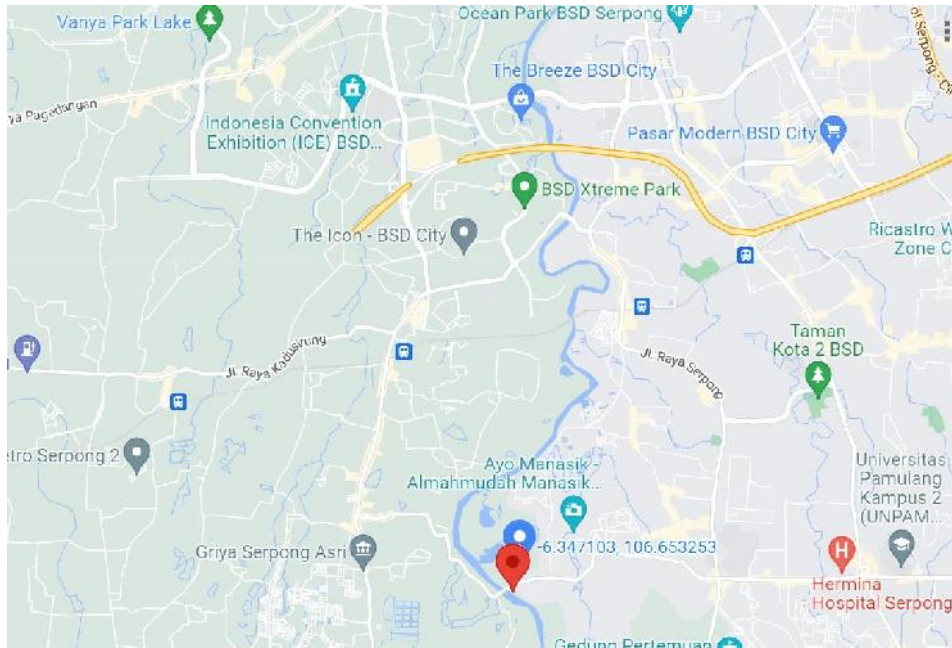 Vanya Park Lake
Ocean Park BSD Serpong
The Breeze BSD City
ya Pagedangan
Indonesia Convention
Exhibition (ICE) BSD...
Pasar Modern BSD City
ol Serpong - Ci
BSD Xtreme Park
The Icon - BSD City
Ricastro W
Zone C
Taman
Kota 2 BSD
Jl. Raya Kadusirung
Jl. Raya Serpong
etro Serpong 2
Ayo Manasik -
Almahmudah Manasik...
Universitas
Pamulang
Kampus 2
(UNPAM...
-6.347103, 106.653253
Griya Serpong Asri
H
Hermina
Hospital Serpong
Gedung Pertemuan